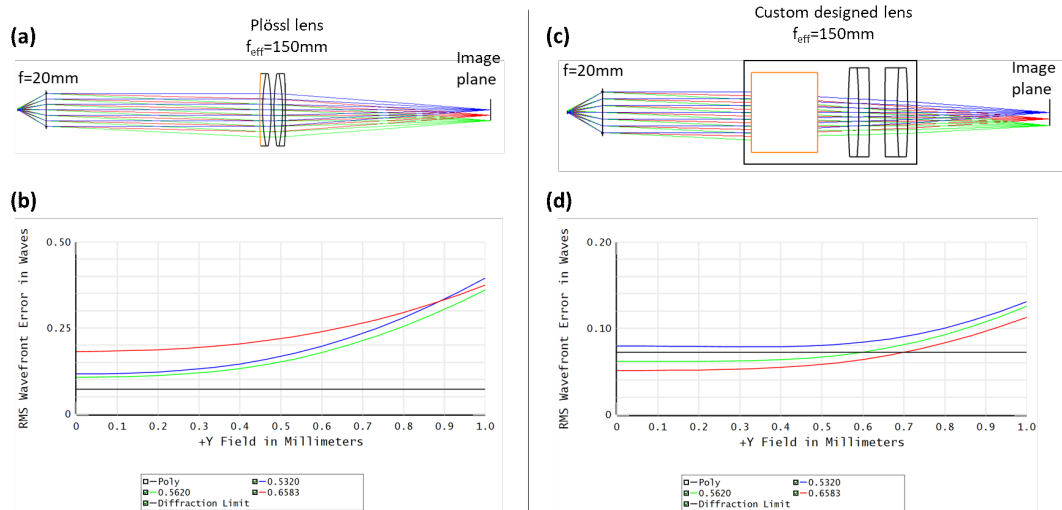 (a)
Plössl lens
feff=150mm
f=20mm
Image
plane
(b)
RMS Wavefront Error in Waves
0.50
0.25
0
0 0.1 0.2 0.3 0.4 0.5 0.6 0.7 0.8 0.9 1.0
+Y Field in Millimeters
Poly 0.5320
0.5620 0.6583
Diffraction Limit
(c)
Custom designed lens
feff=150mm
f=20mm
Image
plane
(d)
RMS Wavefront Error in Waves
0.20
0.10
0
0 0.1 0.2 0.3 0.4 0.5 0.6 0.7 0.8 0.9 1.0
+Y Field in Millimeters
Poly 0.5320
0.5620 0.6583
Diffraction Limit